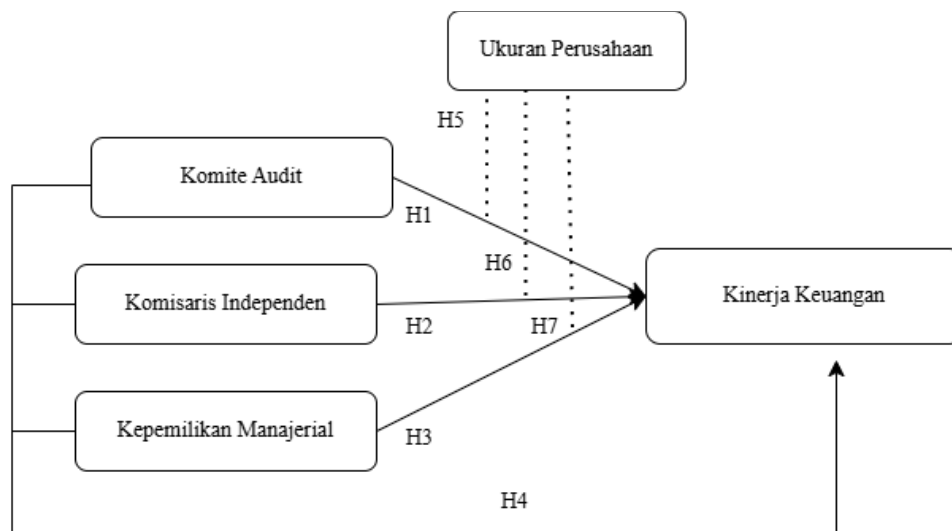 Ukuran Perusahaan
H5
Komite Audit
H1
H6
Komisaris Independen
Kinerja Keuangan
H2
H7
Kepemilikan Manajerial
H3
H4